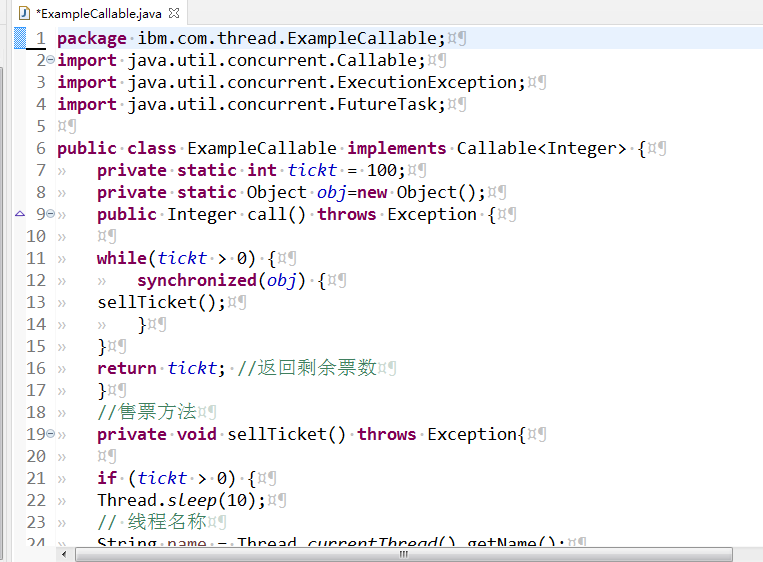 *ExampleCallable.java
1 package ibm.com.thread.ExampleCallable;
2 import java.util.concurrent.Callable;
3 import java.util.concurrent.ExecutionException;
4 import java.util.concurrent.FutureTask;
5
6 public class ExampleCallable implements Callable<Integer> {
7 private static int tickt = 100;
8 private static Object obj=new Object();
9 public Integer call() throws Exception {
10
11 while(tickt > 0) {
12 synchronized(obj) {
13 sellTicket();
14 }
15 }
16 return tickt; //返回剩余票数
17 }
18 //售票方法
19 private void sellTicket() throws Exception{
20
21 if (tickt > 0) {
22 Thread.sleep(10);
23 // 线程名称
24 String name = Thread.currentThread().getName();